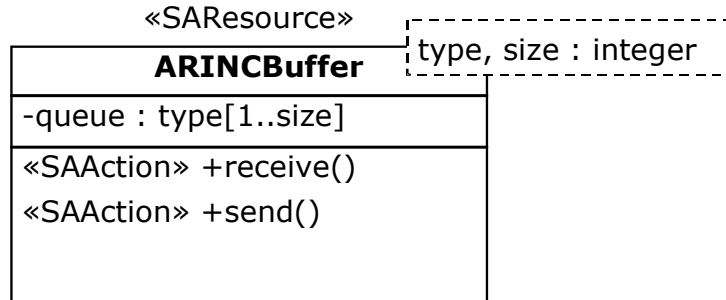 «SAResource»
type, size : integer
ARINCBuffer
-queue : type[1..size]
«SAAction» +receive()
«SAAction» +send()